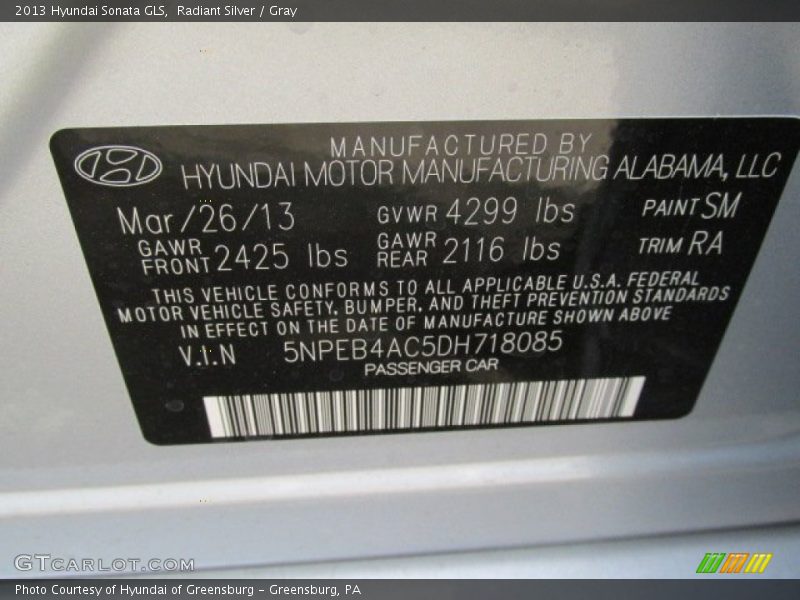 2013 Hyundai Sonata GLS, Radiant Silver / Gray
MANUFACTURED BY
HYUNDAI MOTOR MANUFACTURING ALABAMA, LLC
Mar/26/13 GVWR 4299 lbs PAINT SM
GAWR FRONT 2425 lbs GAWR REAR 2116 lbs TRIM RA
THIS VEHICLE CONFORMS TO ALL APPLICABLE U.S.A. FEDERAL
MOTOR VEHICLE SAFETY, BUMPER, AND THEFT PREVENTION STANDARDS
IN EFFECT ON THE DATE OF MANUFACTURE SHOWN ABOVE
V.I.N 5NPEB4AC5DH718085
PASSENGER CAR
GTCARLOT.COM
Photo Courtesy of Hyundai of Greensburg - Greensburg, PA